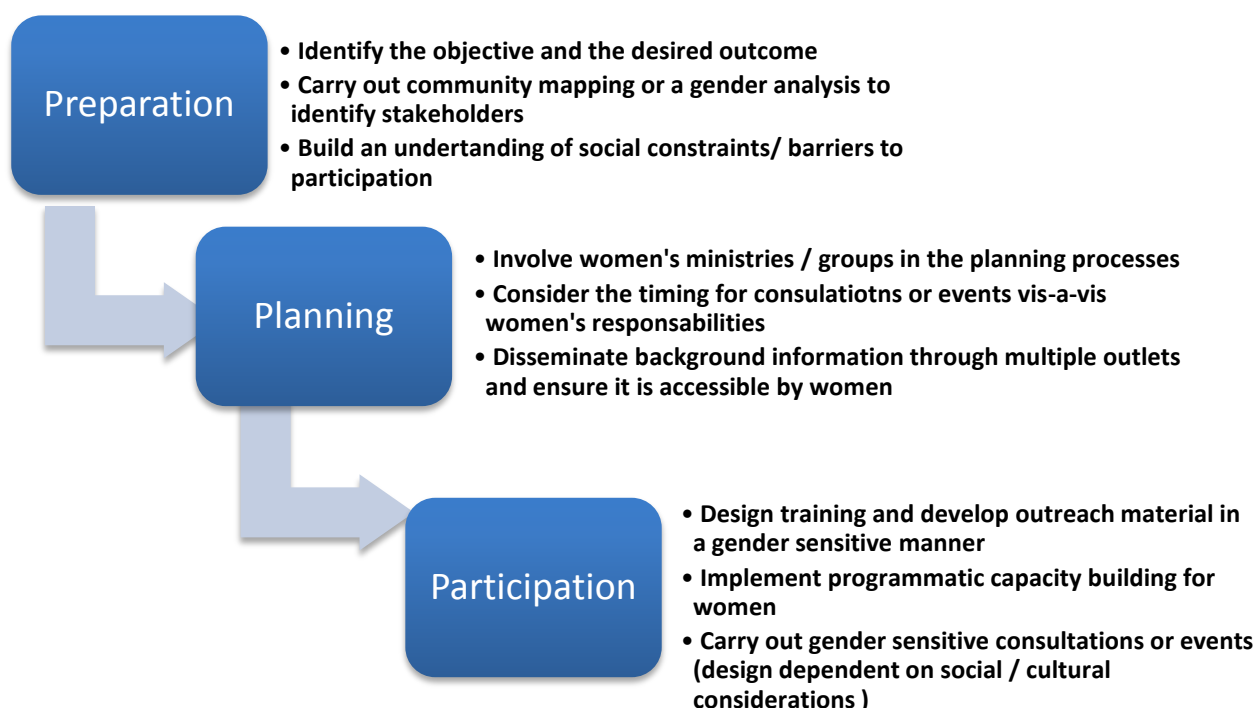 Preparation
• Identify the objective and the desired outcome
• Carry out community mapping or a gender analysis to
identify stakeholders
• Build an undertanding of social constraints/ barriers to
participation
Planning
• Involve women's ministries / groups in the planning processes
• Consider the timing for consulatiotns or events vis-a-vis
women's responsabilities
• Disseminate background information through multiple outlets
and ensure it is accessible by women
Participation
• Design training and develop outreach material in
a gender sensitive manner
• Implement programmatic capacity building for
women
• Carry out gender sensitive consultations or events
(design dependent on social / cultural
considerations )